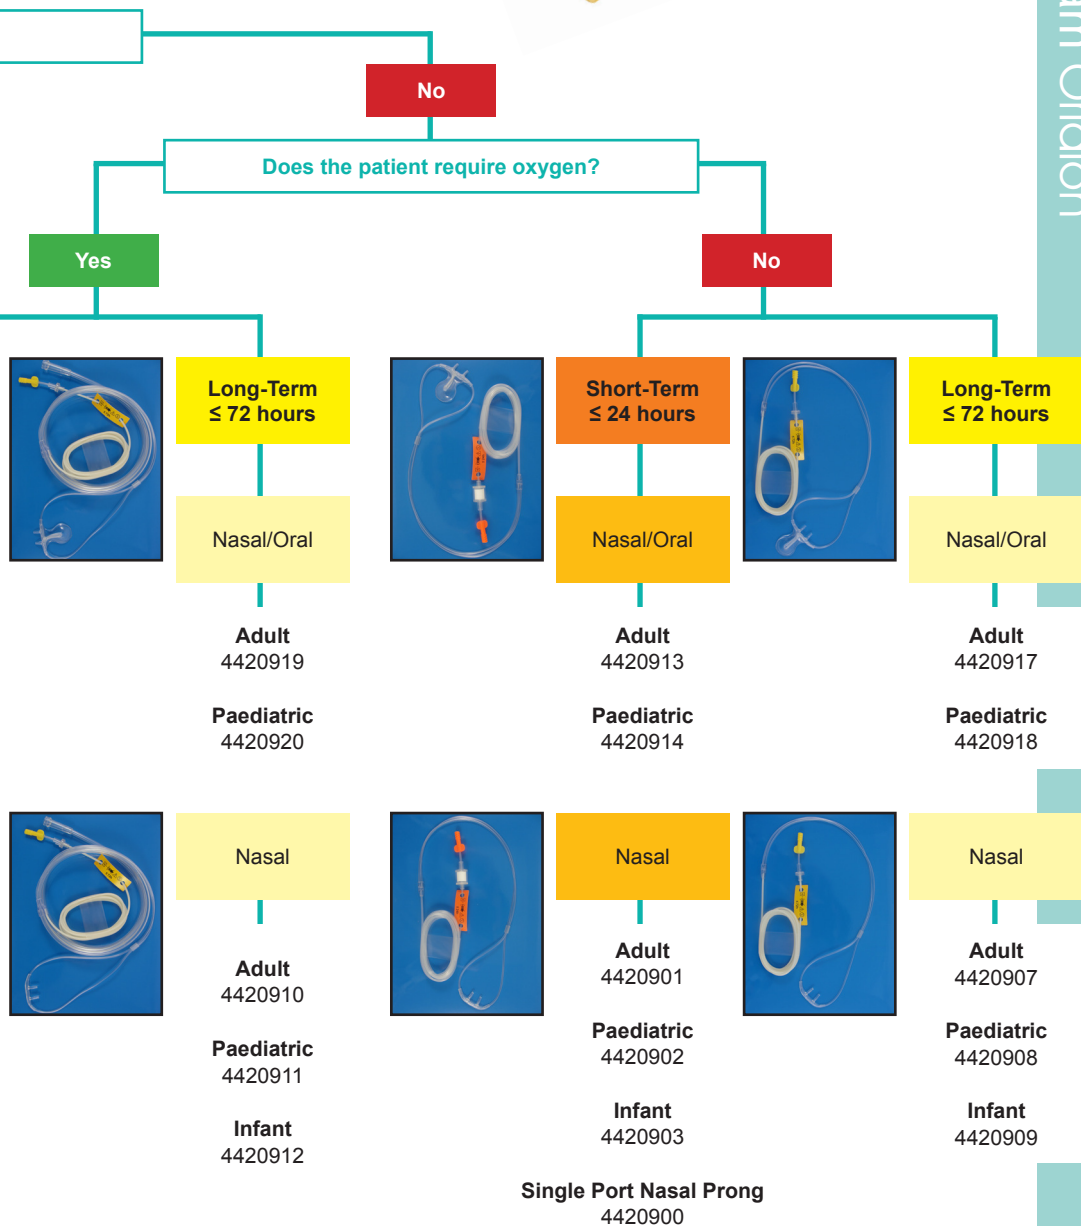 No
Does the patient require oxygen?
Yes
No
Long-Term
≤ 72 hours
Short-Term
≤ 24 hours
Long-Term
≤ 72 hours
Nasal/Oral
Nasal/Oral
Nasal/Oral
Adult
4420919
Paediatric
4420920
Adult
4420913
Paediatric
4420914
Adult
4420917
Paediatric
4420918
Nasal
Nasal
Nasal
Adult
4420910
Paediatric
4420911
Infant
4420912
Adult
4420901
Paediatric
4420902
Infant
4420903
Single Port Nasal Prong
4420900
Adult
4420907
Paediatric
4420908
Infant
4420909